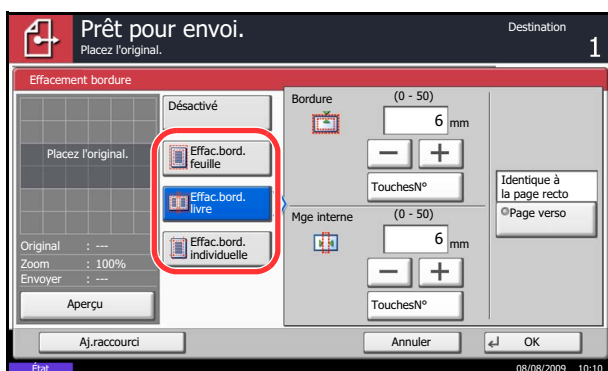 Prêt pour envoi.
Placez l'original.
Destination
1
Effacement bordure
Placez l'original.
Original : ---
Zoom : 100%
Envoyer : ---
Aperçu
Désactivé
Effac.bord.
feuille
Effac.bord.
livre
Effac.bord.
individuelle
Bordure
(0 - 50)
6 mm
TouchesN°
Mge interne
(0 - 50)
6 mm
TouchesN°
Identique à
la page recto
Page verso
Aj.raccourci
Annuler
OK
État
08/08/2009 10:10